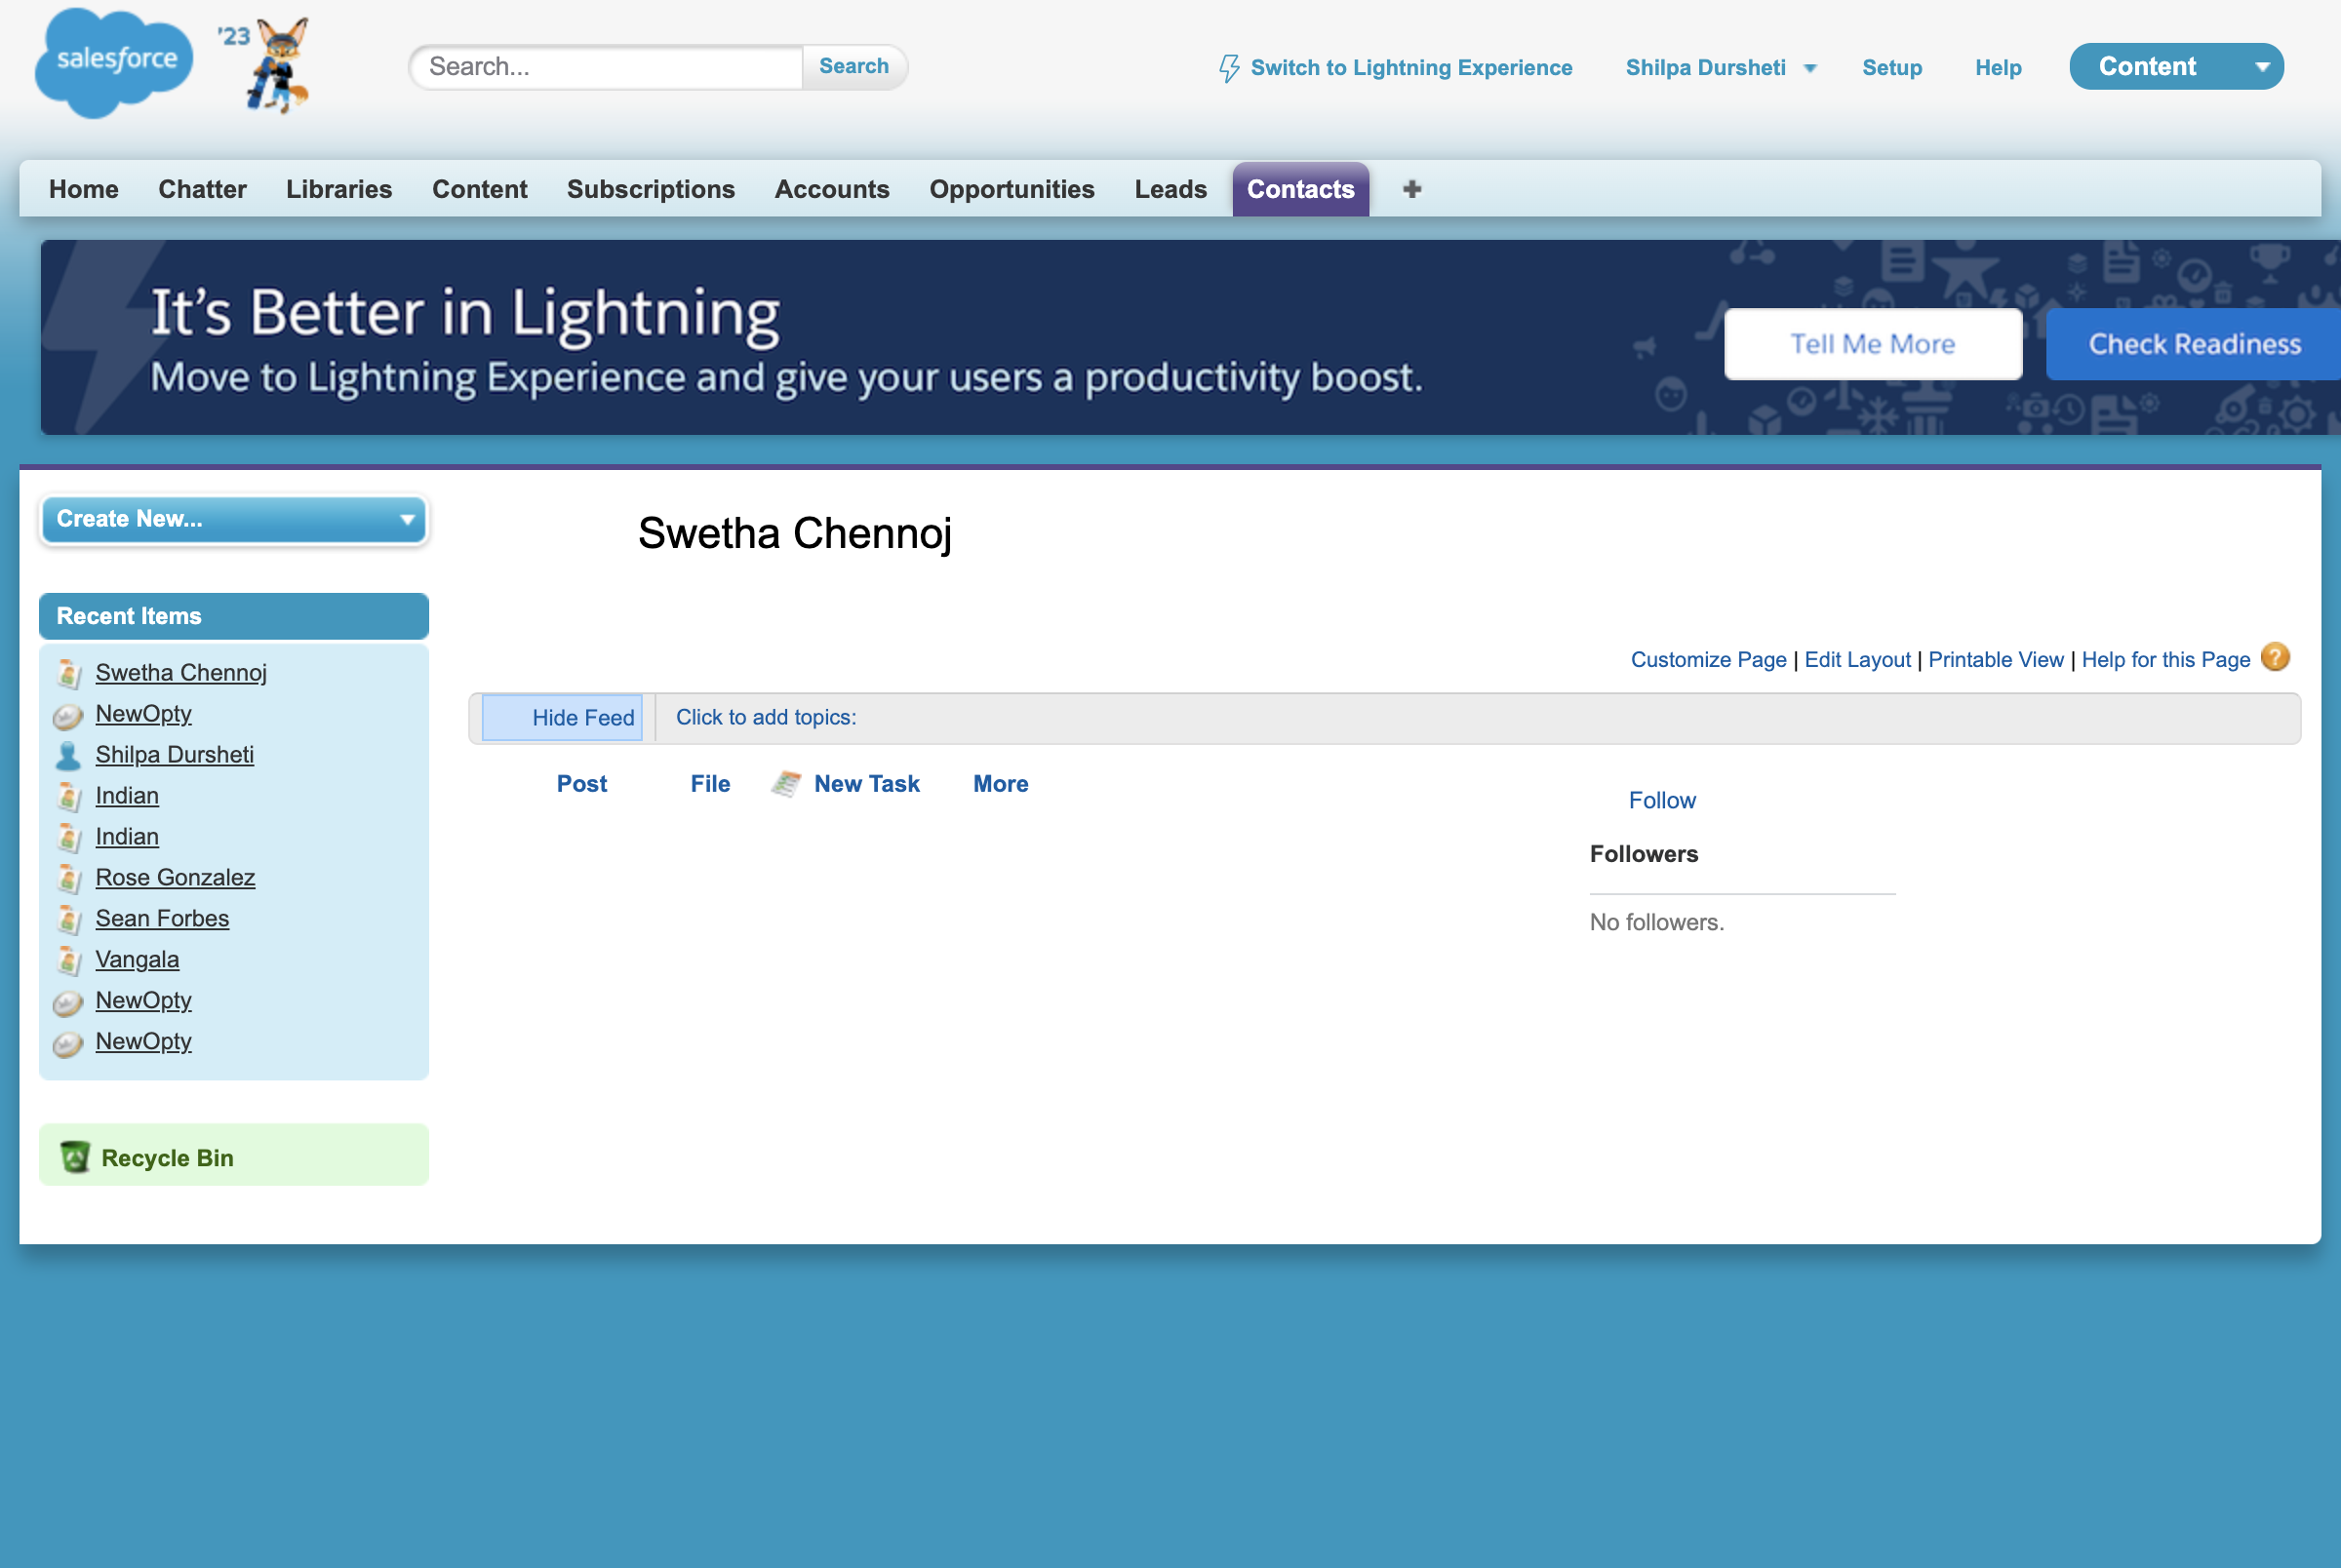 salesforce
'23
Search...
Search
Switch to Lightning Experience
Shilpa Dursheti
Setup
Help
Content
Home
Chatter
Libraries
Content
Subscriptions
Accounts
Opportunities
Leads
Contacts
It's Better in Lightning
Move to Lightning Experience and give your users a productivity boost.
Tell Me More
Check Readiness
Create New...
Recent Items
Swetha Chennoj
NewOpty
Shilpa Dursheti
Indian
Indian
Rose Gonzalez
Sean Forbes
Vangala
NewOpty
NewOpty
Recycle Bin
Swetha Chennoj
Customize Page | Edit Layout | Printable View | Help for this Page ?
Hide Feed
Click to add topics:
Post
File
New Task
More
Follow
Followers
No followers.